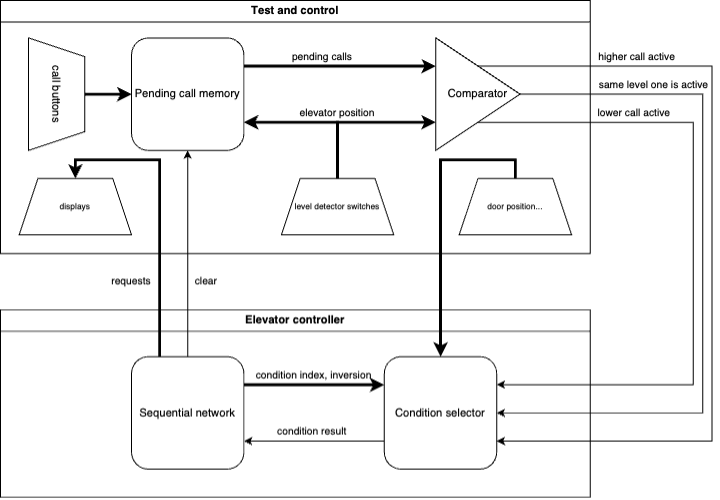 Test and control
call buttons
Pending call memory
pending calls
elevator position
Comparator
higher call active
same level one is active
lower call active
displays
level detector switches
door position...
requests
clear
Elevator controller
Sequential network
condition index, inversion
condition result
Condition selector